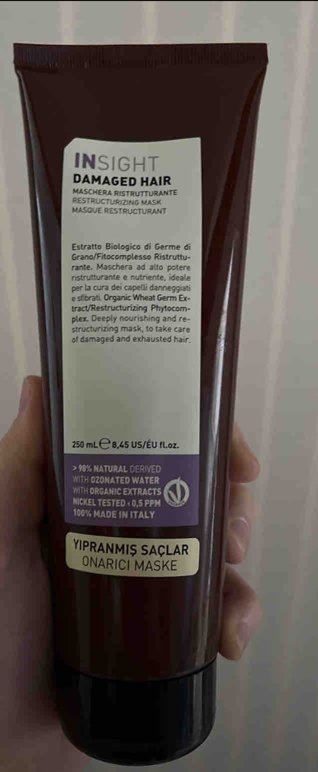 INSIGHT
DAMAGED HAIR
MASCHERA RISTRUTTURANTE
RESTRUCTURIZING MASK
MASQUE RESTRUCTURANT
Estratto Biologico di Germe di
Grano/Fitocomplesso Ristruttu-
rante. Maschera ad alto potere
ristrutturante e nutriente, ideale
per la cura dei capelli danneggiati
e sfibrati. Organic Wheat Germ Ex-
tract/Restructurizing Phytocom-
plex. Deeply nourishing and re-
structurizing mask, to take care
of damaged and exhausted hair.
250 mL℮8,45 US/ÉU fl.oz.
> 98% NATURAL DERIVED
WITH OZONATED WATER
WITH ORGANIC EXTRACTS
NICKEL TESTED < 0,5 PPM
100% MADE IN ITALY
YIPRANMIŞ SAÇLAR
ONARICI MASKE